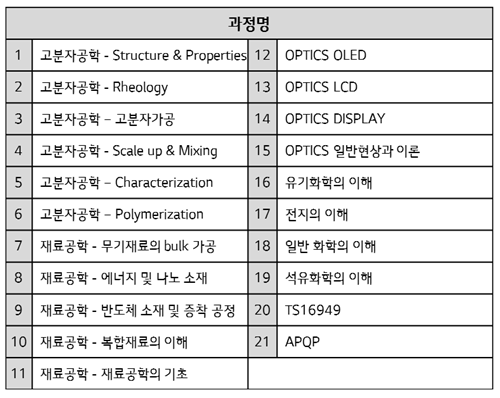 과정명
1 고분자공학 - Structure & Properties 12 OPTICS OLED
2 고분자공학 - Rheology 13 OPTICS LCD
3 고분자공학 – 고분자가공 14 OPTICS DISPLAY
4 고분자공학 - Scale up & Mixing 15 OPTICS 일반현상과 이론
5 고분자공학 – Characterization 16 유기화학의 이해
6 고분자공학 – Polymerization 17 전지의 이해
7 재료공학 - 무기재료의 bulk 가공 18 일반 화학의 이해
8 재료공학 - 에너지 및 나노 소재 19 석유화학의 이해
9 재료공학 - 반도체 소재 및 증착 공정 20 TS16949
10 재료공학 - 복합재료의 이해 21 APQP
11 재료공학 - 재료공학의 기초